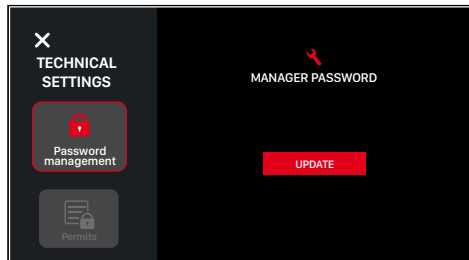 TECHNICAL
SETTINGS
Password
management
Permits
MANAGER PASSWORD
UPDATE